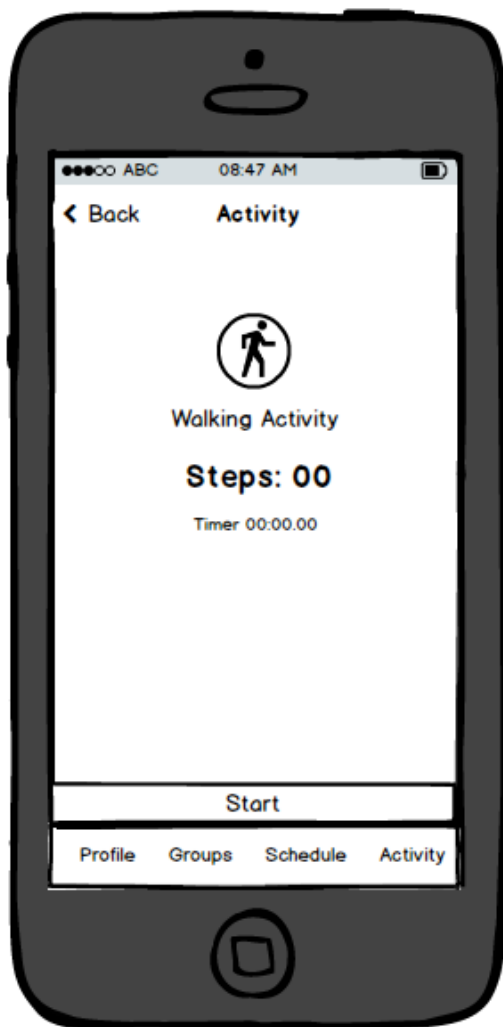 ABC 08:47 AM
Back Activity
Walking Activity
Steps: 00
Timer 00:00.00
Start
Profile Groups Schedule Activity